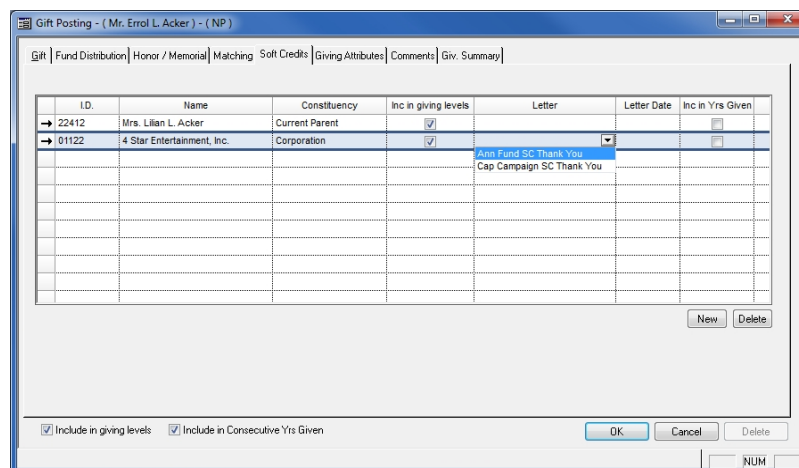 Gift Posting - ( Mr. Errol L. Acker ) - ( NP )
Gift Fund Distribution Honor / Memorial Matching Soft Credits Giving Attributes Comments Giv. Summary
I.D. Name Constituency Inc in giving levels Letter Letter Date Inc in Yrs Given
22412 Mrs. Lilian L. Acker Current Parent
01122 4 Star Entertainment, Inc. Corporation
Ann Fund SC Thank You
Cap Campaign SC Thank You
New Delete
Include in giving levels Include in Consecutive Yrs Given OK Cancel Delete
NUM